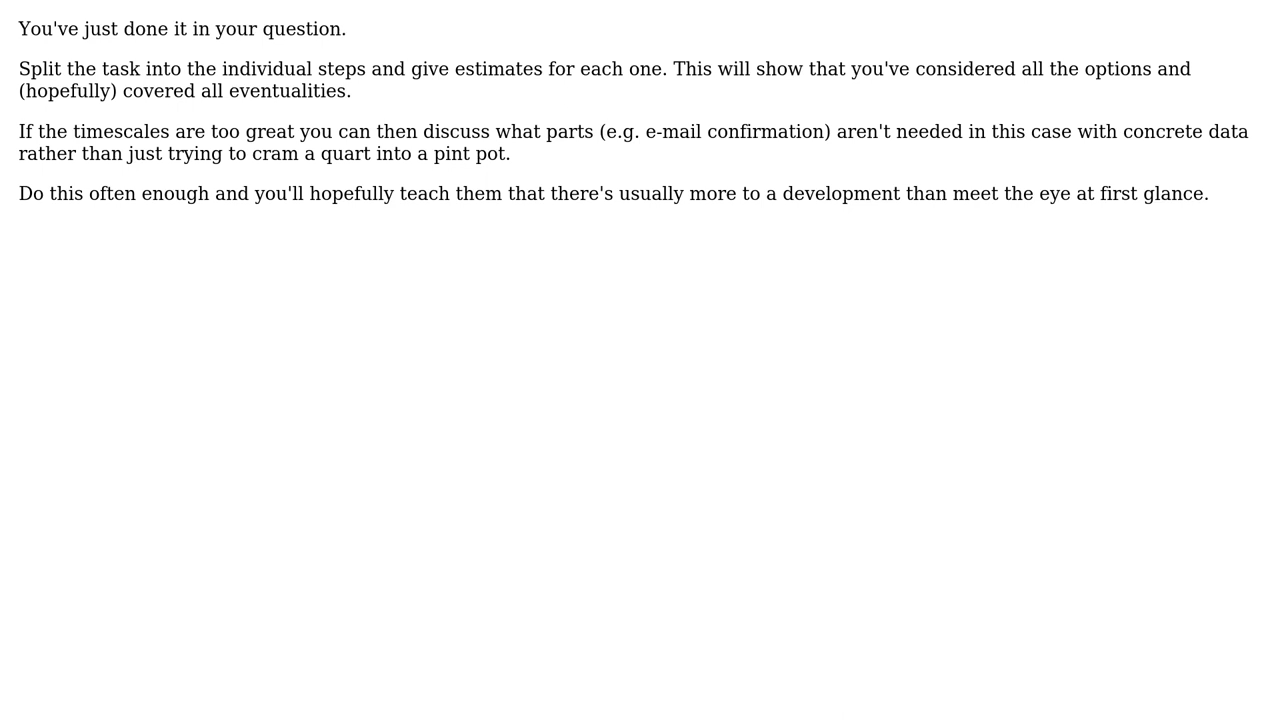 You've just done it in your question.
Split the task into the individual steps and give estimates for each one. This will show that you've considered all the options and
(hopefully) covered all eventualities.
If the timescales are too great you can then discuss what parts (e.g. e-mail confirmation) aren't needed in this case with concrete data
rather than just trying to cram a quart into a pint pot.
Do this often enough and you'll hopefully teach them that there's usually more to a development than meet the eye at first glance.